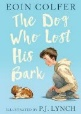 EOIN COLFER
The Dog
Who Lost
His
Bark
ILLUSTRATED BY P.J. LYNCH